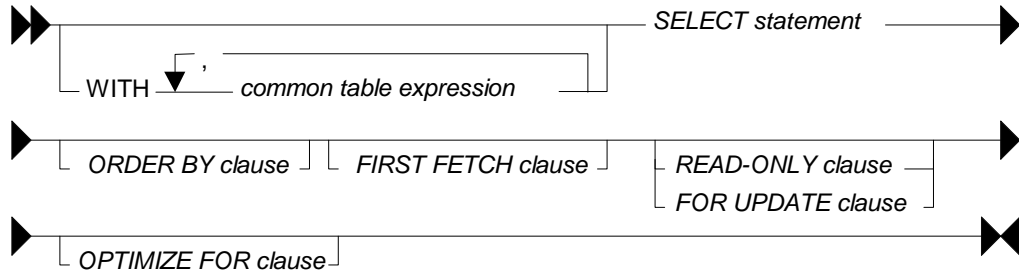 SELECT statement
,
WITH common table expression
ORDER BY clause FIRST FETCH clause READ-ONLY clause
FOR UPDATE clause
OPTIMIZE FOR clause